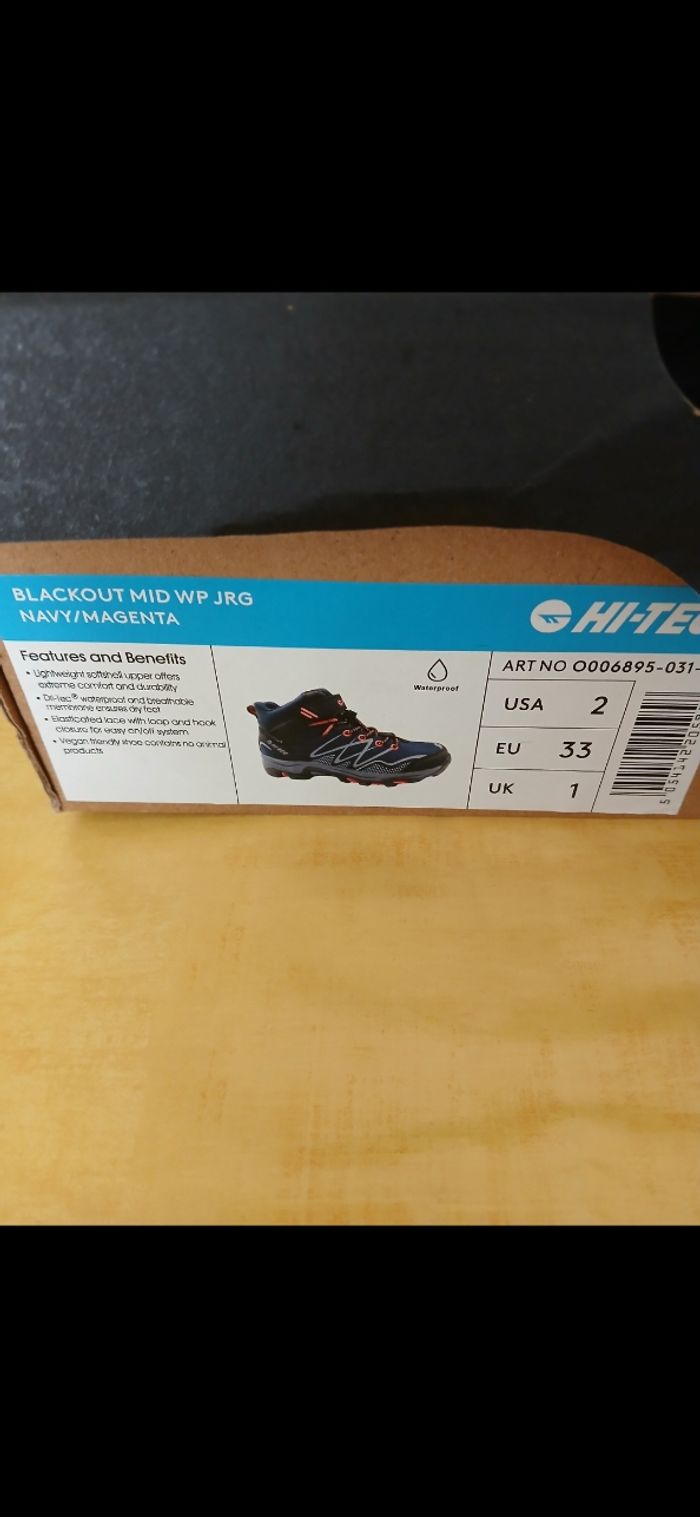 BLACKOUT MID WP JRG
NAVY/MAGENTA
HI-TEC
Features and Benefits
• Lightweight softshell upper offers
extreme comfort and durability
• Di-Tec® waterproof and breathable
membrane ensures dry feet
• Elasticated lace with loop and hook
closure for easy on/off system
• Vegan friendly shoe contains no animal
products
Waterproof
ART NO O006895-031-
USA 2
EU 33
UK 1